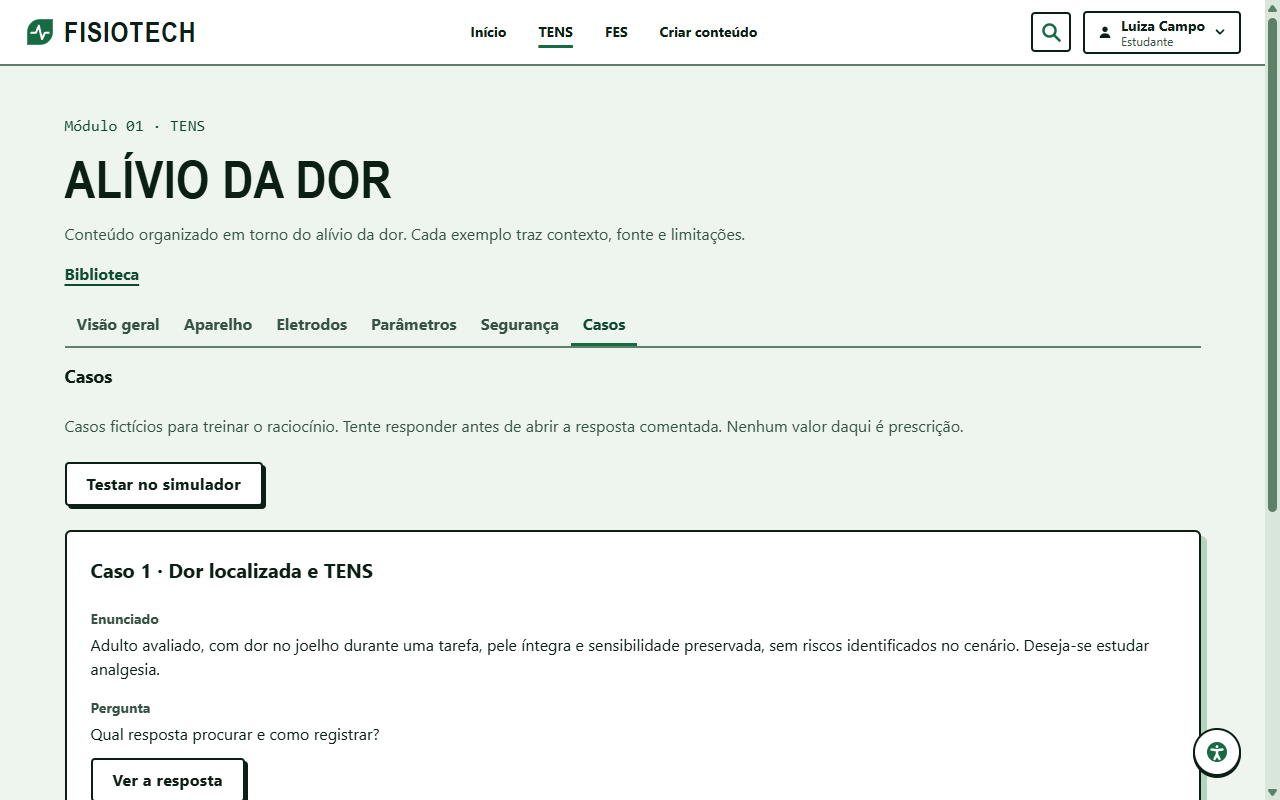 FISIOTECH
Início
TENS
FES
Criar conteúdo
Luiza Campo
Estudante
Módulo 01 · TENS
ALÍVIO DA DOR
Conteúdo organizado em torno do alívio da dor. Cada exemplo traz contexto, fonte e limitações.
Biblioteca
Visão geral
Aparelho
Eletrodos
Parâmetros
Segurança
Casos
Casos
Casos fictícios para treinar o raciocínio. Tente responder antes de abrir a resposta comentada. Nenhum valor daqui é prescrição.
Testar no simulador
Caso 1 · Dor localizada e TENS
Enunciado
Adulto avaliado, com dor no joelho durante uma tarefa, pele íntegra e sensibilidade preservada, sem riscos identificados no cenário. Deseja-se estudar
analgesia.
Pergunta
Qual resposta procurar e como registrar?
Ver a resposta